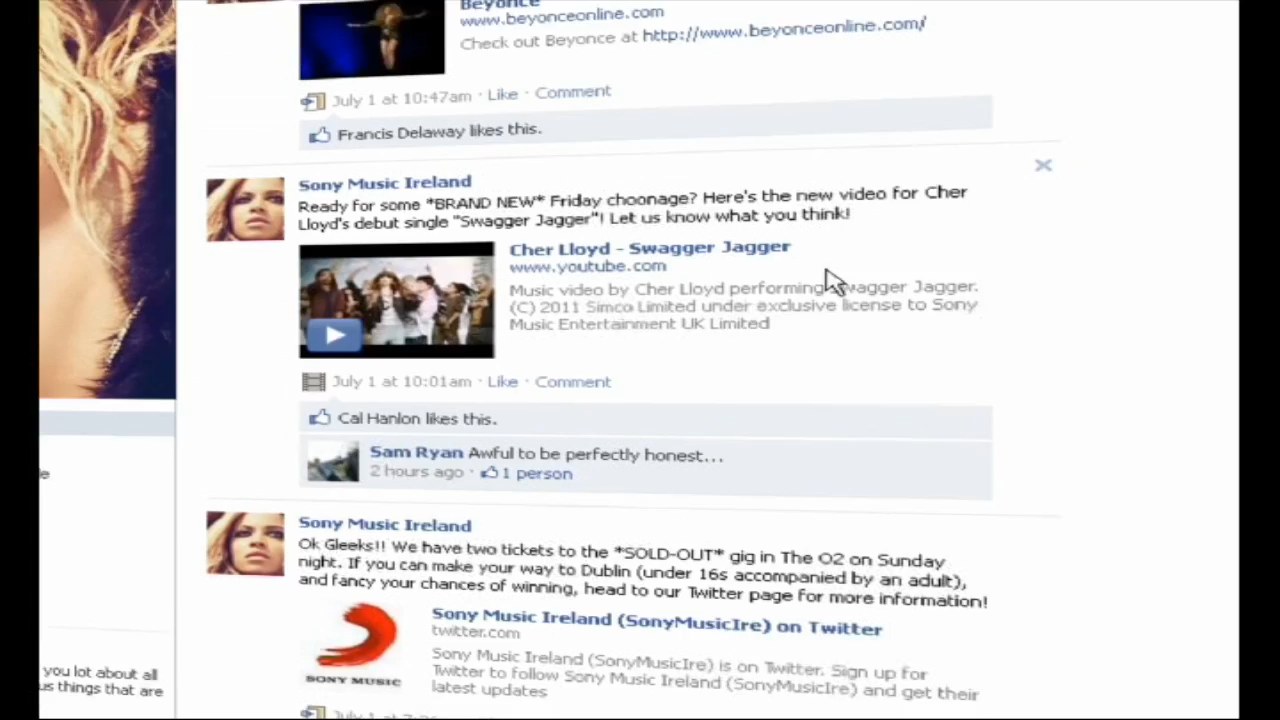 Beyonce
www.beyonceonline.com
Check out Beyonce at http://www.beyonceonline.com/
July 1 at 10:47am · Like · Comment
Francis Delaway likes this.
Sony Music Ireland
Ready for some *BRAND NEW* Friday choonage? Here's the new video for Cher
Lloyd's debut single "Swagger Jagger"! Let us know what you think!
Cher Lloyd - Swagger Jagger
www.youtube.com
Music video by Cher Lloyd performing Swagger Jagger.
(C) 2011 Simco Limited under exclusive license to Sony
Music Entertainment UK Limited
July 1 at 10:01am · Like · Comment
Cal Hanlon likes this.
Sam Ryan Awful to be perfectly honest...
2 hours ago · 1 person
Sony Music Ireland
Ok Gleeks!! We have two tickets to the *SOLD-OUT* gig in The O2 on Sunday
night. If you can make your way to Dublin (under 16s accompanied by an adult),
and fancy your chances of winning, head to our Twitter page for more information!
Sony Music Ireland (SonyMusicIre) on Twitter
twitter.com
Sony Music Ireland (SonyMusicIre) is on Twitter. Sign up for
Twitter to follow Sony Music Ireland (SonyMusicIre) and get their
latest updates
SONY MUSIC
July 1 at
you lot about all
us things that are